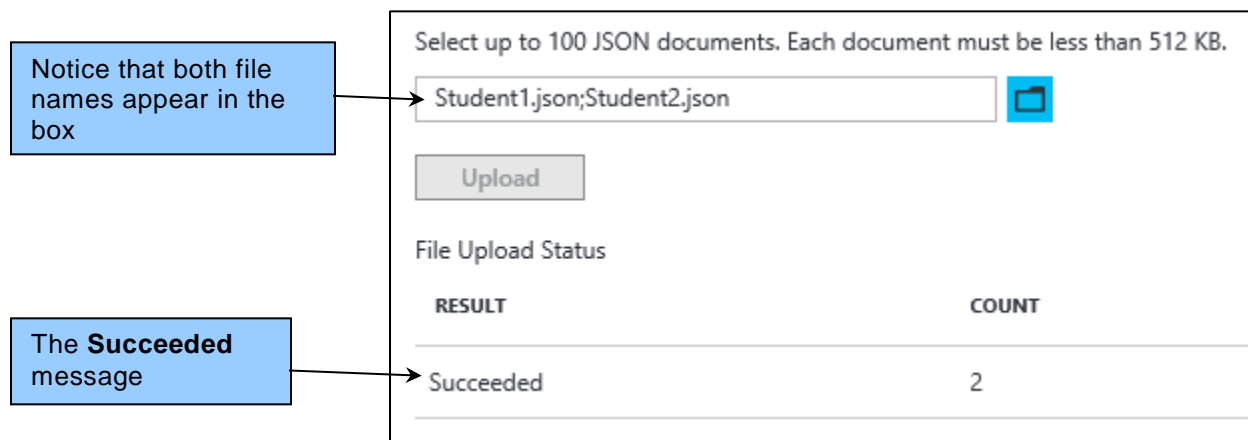 Select up to 100 JSON documents. Each document must be less than 512 KB.
Notice that both file
names appear in the
box
Student1.json;Student2.json
Upload
File Upload Status
RESULT COUNT
The Succeeded
message
Succeeded 2